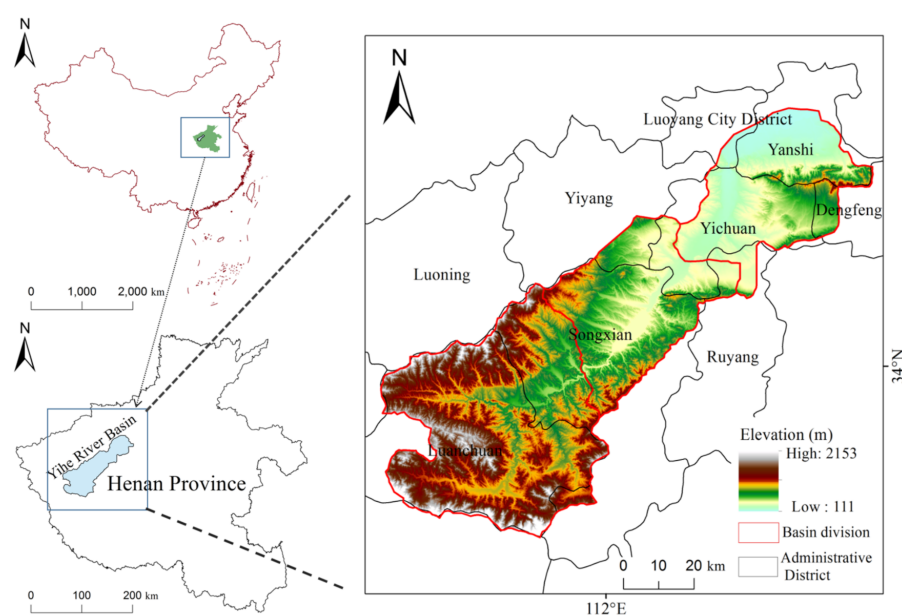 N
0 1,000 2,000 km
N
Yihe River Basin
Henan Province
0 100 200 km
N
Luoyang City District
Yanshi
Yiyang
Dengfeng
Yichuan
Luoning
Songxian
Ruyang
Luanchuan
34°N
Elevation (m)
High: 2153
Low : 111
Basin division
Administrative
District
0 10 20 km
112°E